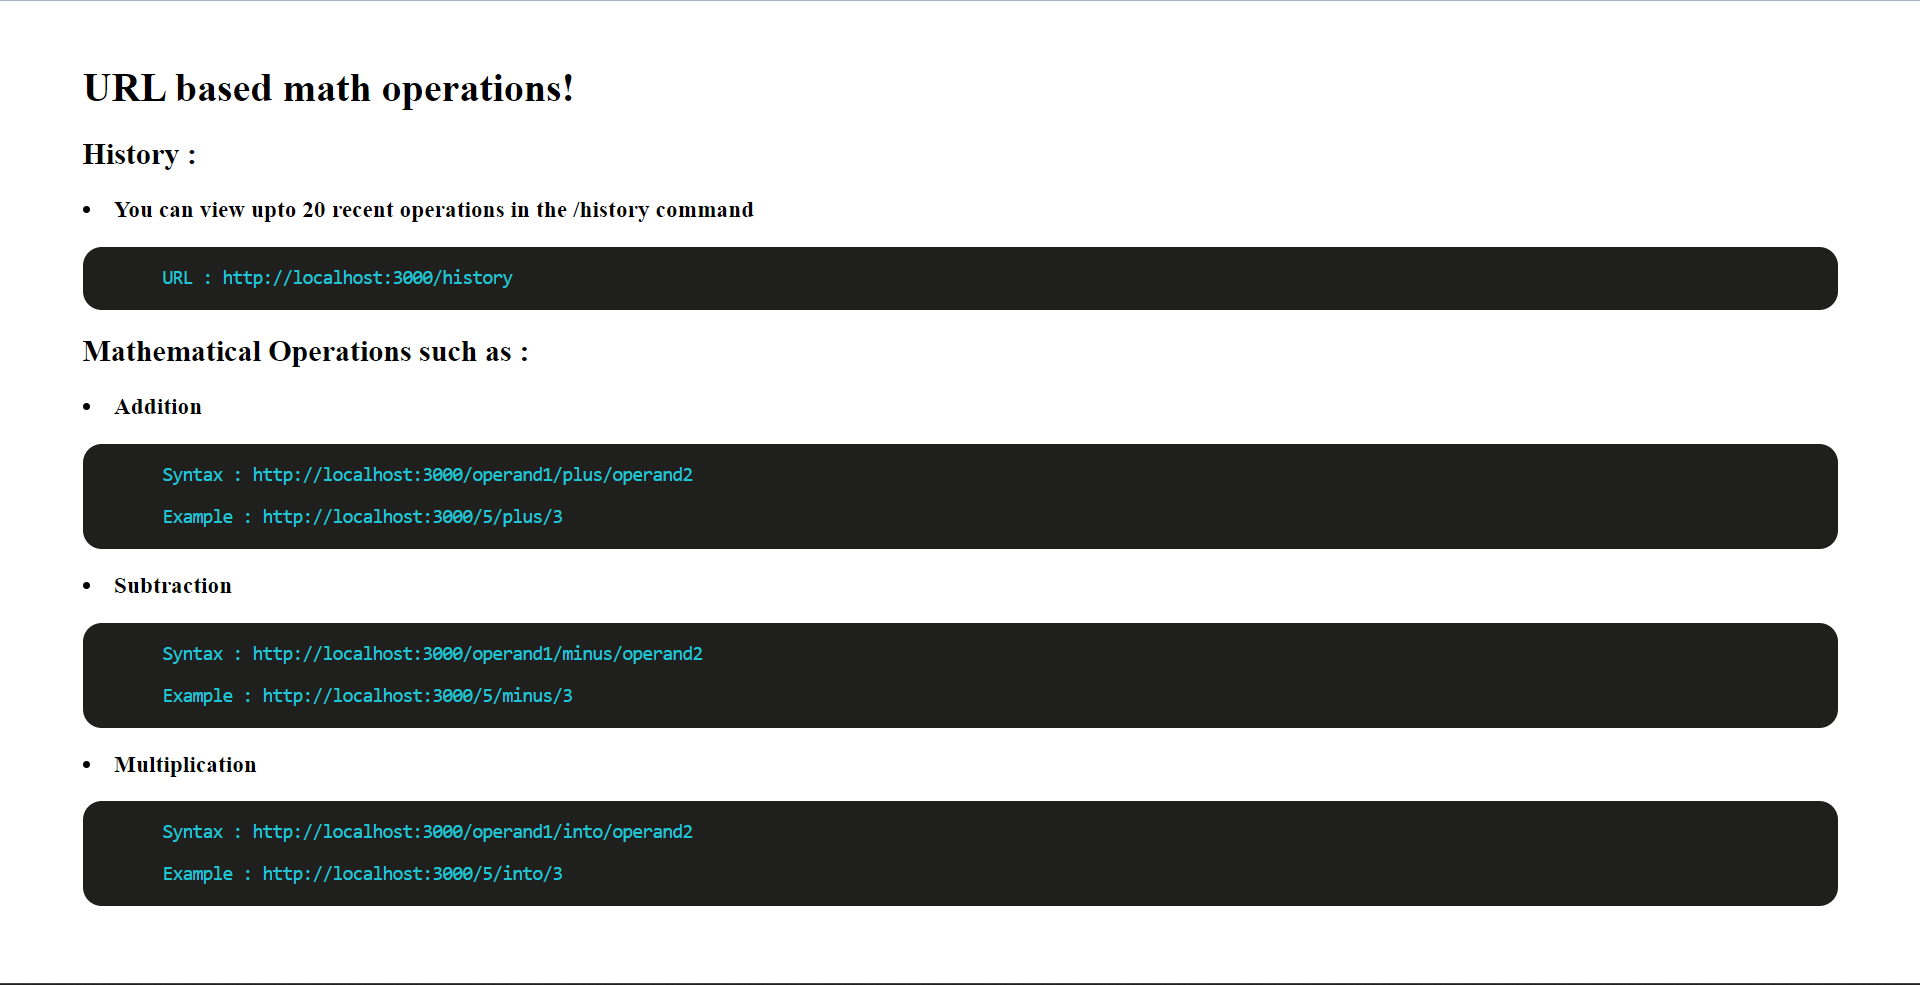 URL based math operations!
History :
• You can view upto 20 recent operations in the /history command
URL : http://localhost:3000/history
Mathematical Operations such as :
• Addition
Syntax : http://localhost:3000/operand1/plus/operand2
Example : http://localhost:3000/5/plus/3
• Subtraction
Syntax : http://localhost:3000/operand1/minus/operand2
Example : http://localhost:3000/5/minus/3
• Multiplication
Syntax : http://localhost:3000/operand1/into/operand2
Example : http://localhost:3000/5/into/3